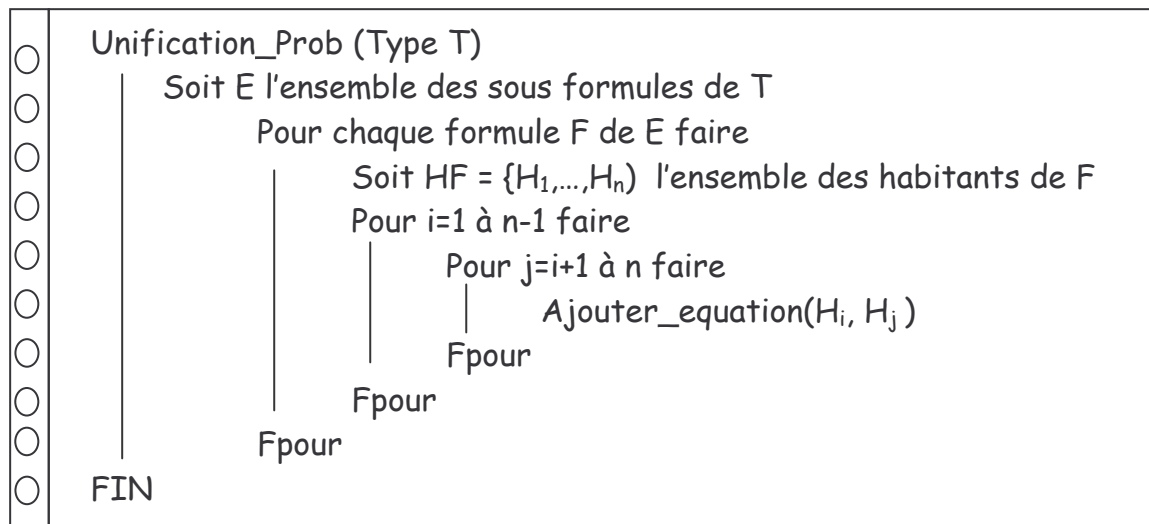 Unification_Prob (Type T)
Soit E l'ensemble des sous formules de T
Pour chaque formule F de E faire
Soit HF = {H₁,...,Hₙ) l'ensemble des habitants de F
Pour i=1 à n-1 faire
Pour j=i+1 à n faire
Ajouter_equation(Hᵢ, Hⱼ )
Fpour
Fpour
Fpour
FIN